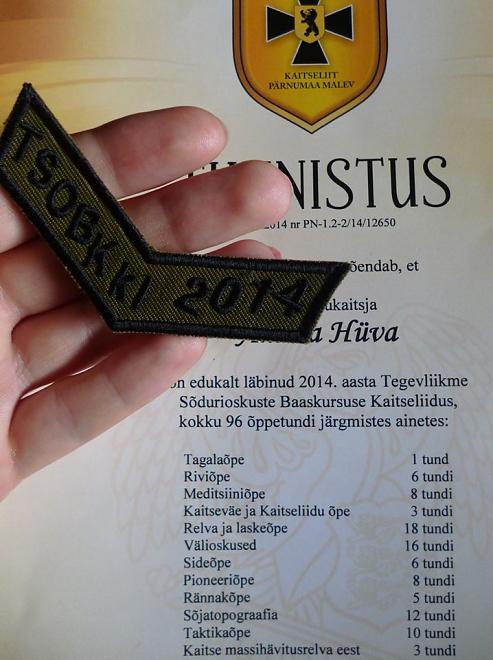 KAITSELIIT
PÄRNUMAA MALEV
TSOBKKL 2014
NISTUS
2014 nr PN-1.2-2/14/12650
õendab, et
ukaitsja
Hüva
on edukalt läbinud 2014. aasta Tegevliikme
Sõdurioskuste Baaskursuse Kaitseliidus,
kokku 96 õppetundi järgmistes ainetes:
Tagalaõpe 1 tund
Riviõpe 6 tundi
Meditsiiniõpe 8 tundi
Kaitseväe ja Kaitseliidu õpe 3 tundi
Relva ja laskeõpe 18 tundi
Välioskused 16 tundi
Sideõpe 6 tundi
Pioneeriõpe 8 tundi
Rännakõpe 5 tundi
Sõjatopograafia 12 tundi
Taktikaõpe 10 tundi
Kaitse massihävitusrelva eest 3 tundi